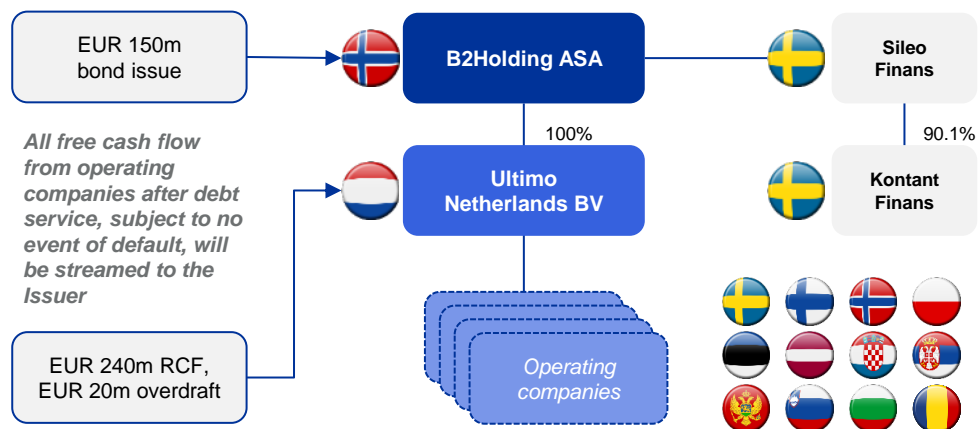 EUR 150m
bond issue
B2Holding ASA
Sileo
Finans
100%
90.1%
All free cash flow
from operating
companies after debt
service, subject to no
event of default, will
be streamed to the
Issuer
Ultimo
Netherlands BV
Kontant
Finans
EUR 240m RCF,
EUR 20m overdraft
Operating
companies